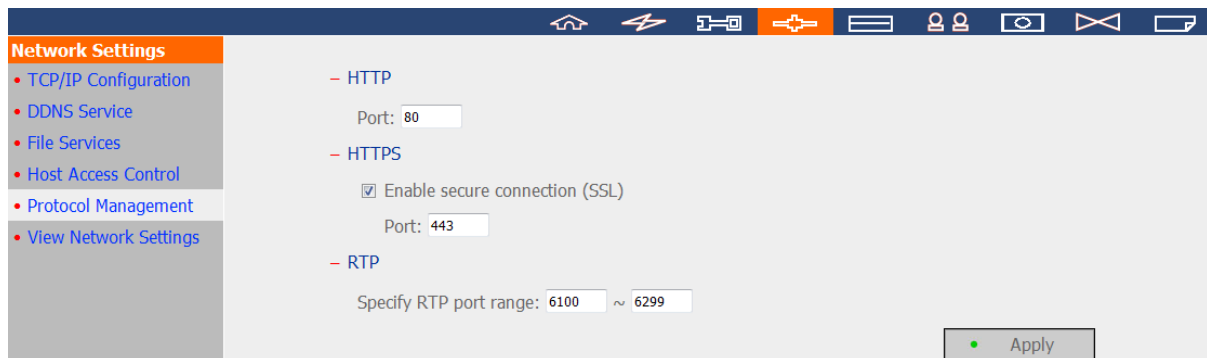 Network Settings
• TCP/IP Configuration
• DDNS Service
• File Services
• Host Access Control
• Protocol Management
• View Network Settings
– HTTP
Port: 80
– HTTPS
Enable secure connection (SSL)
Port: 443
– RTP
Specify RTP port range: 6100 ~ 6299
• Apply